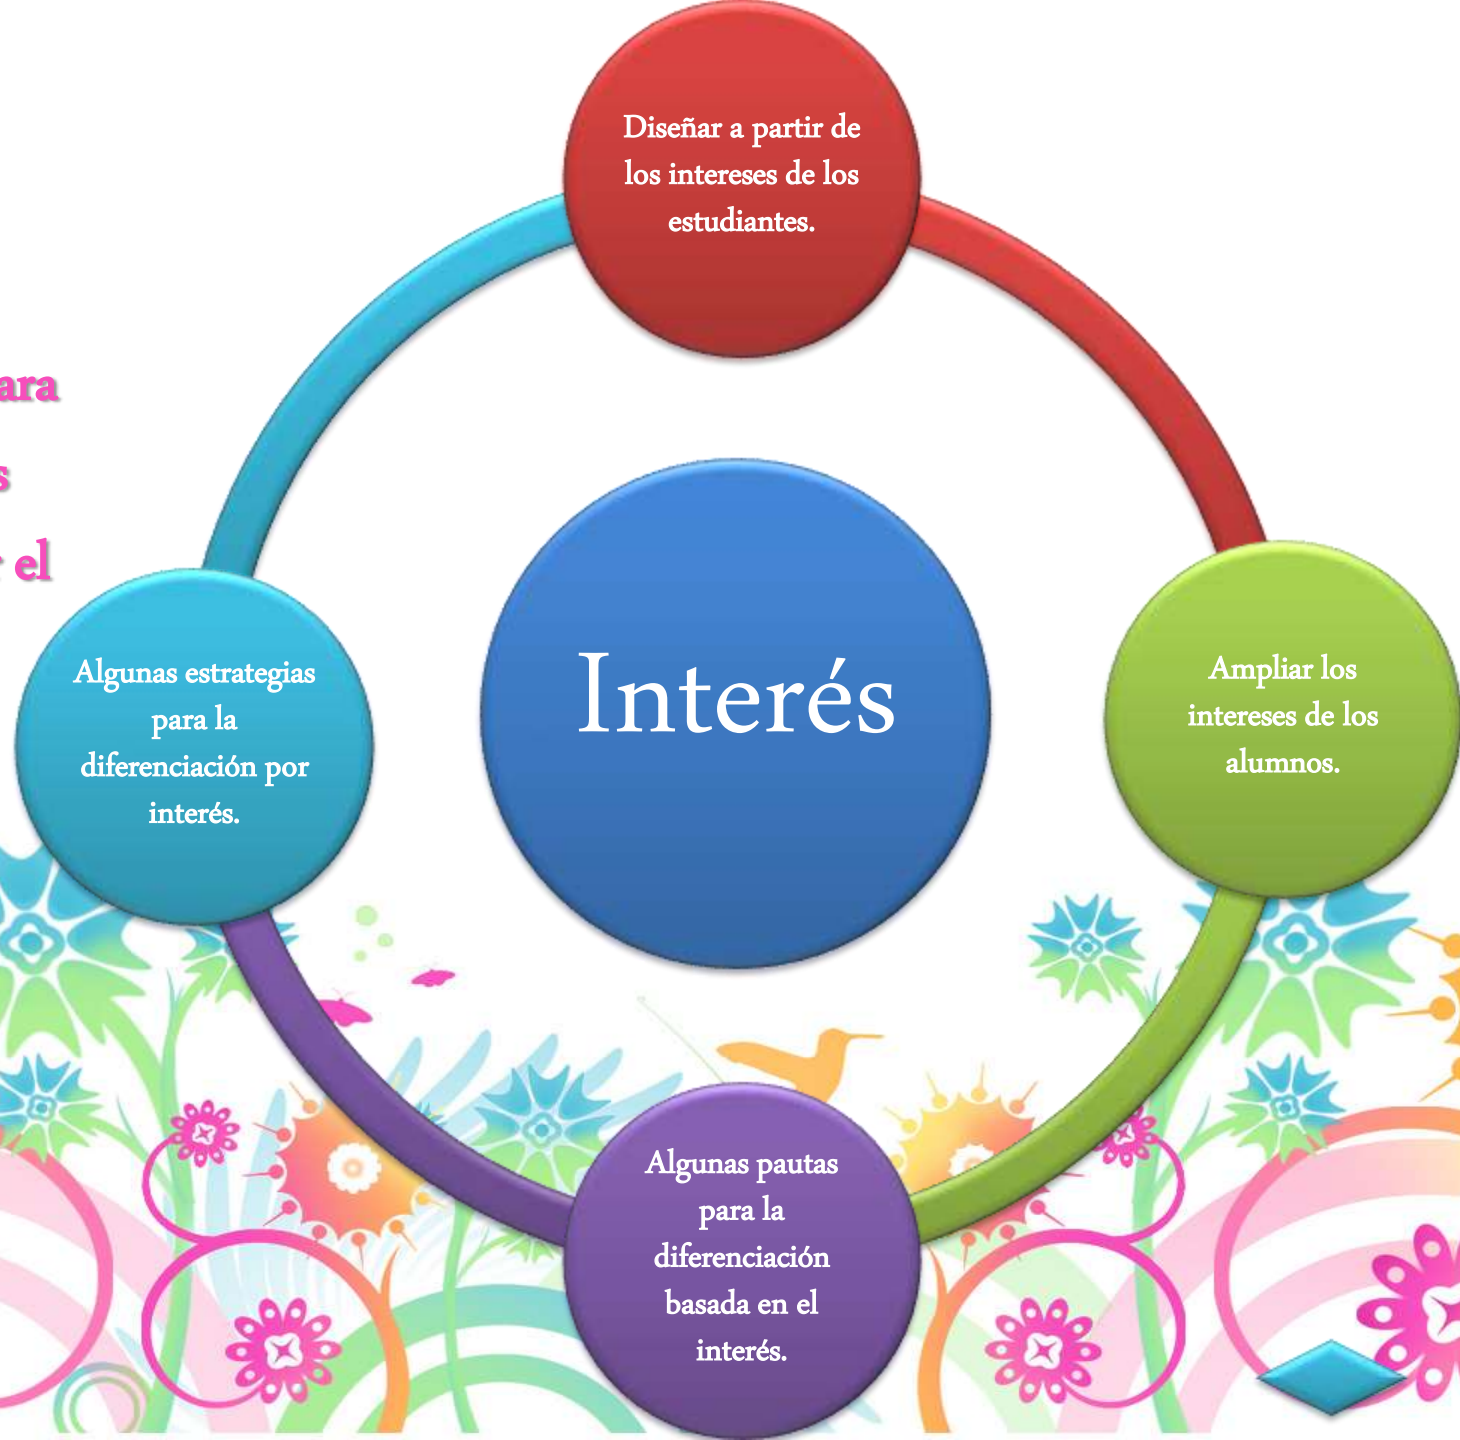 Diseñar a partir de
los intereses de los
estudiantes.
el
Algunas estrategias
para la
diferenciación por
interés.
Interés
Ampliar los
intereses de los
alumnos.
Algunas pautas
para la
diferenciación
basada en el
interés.